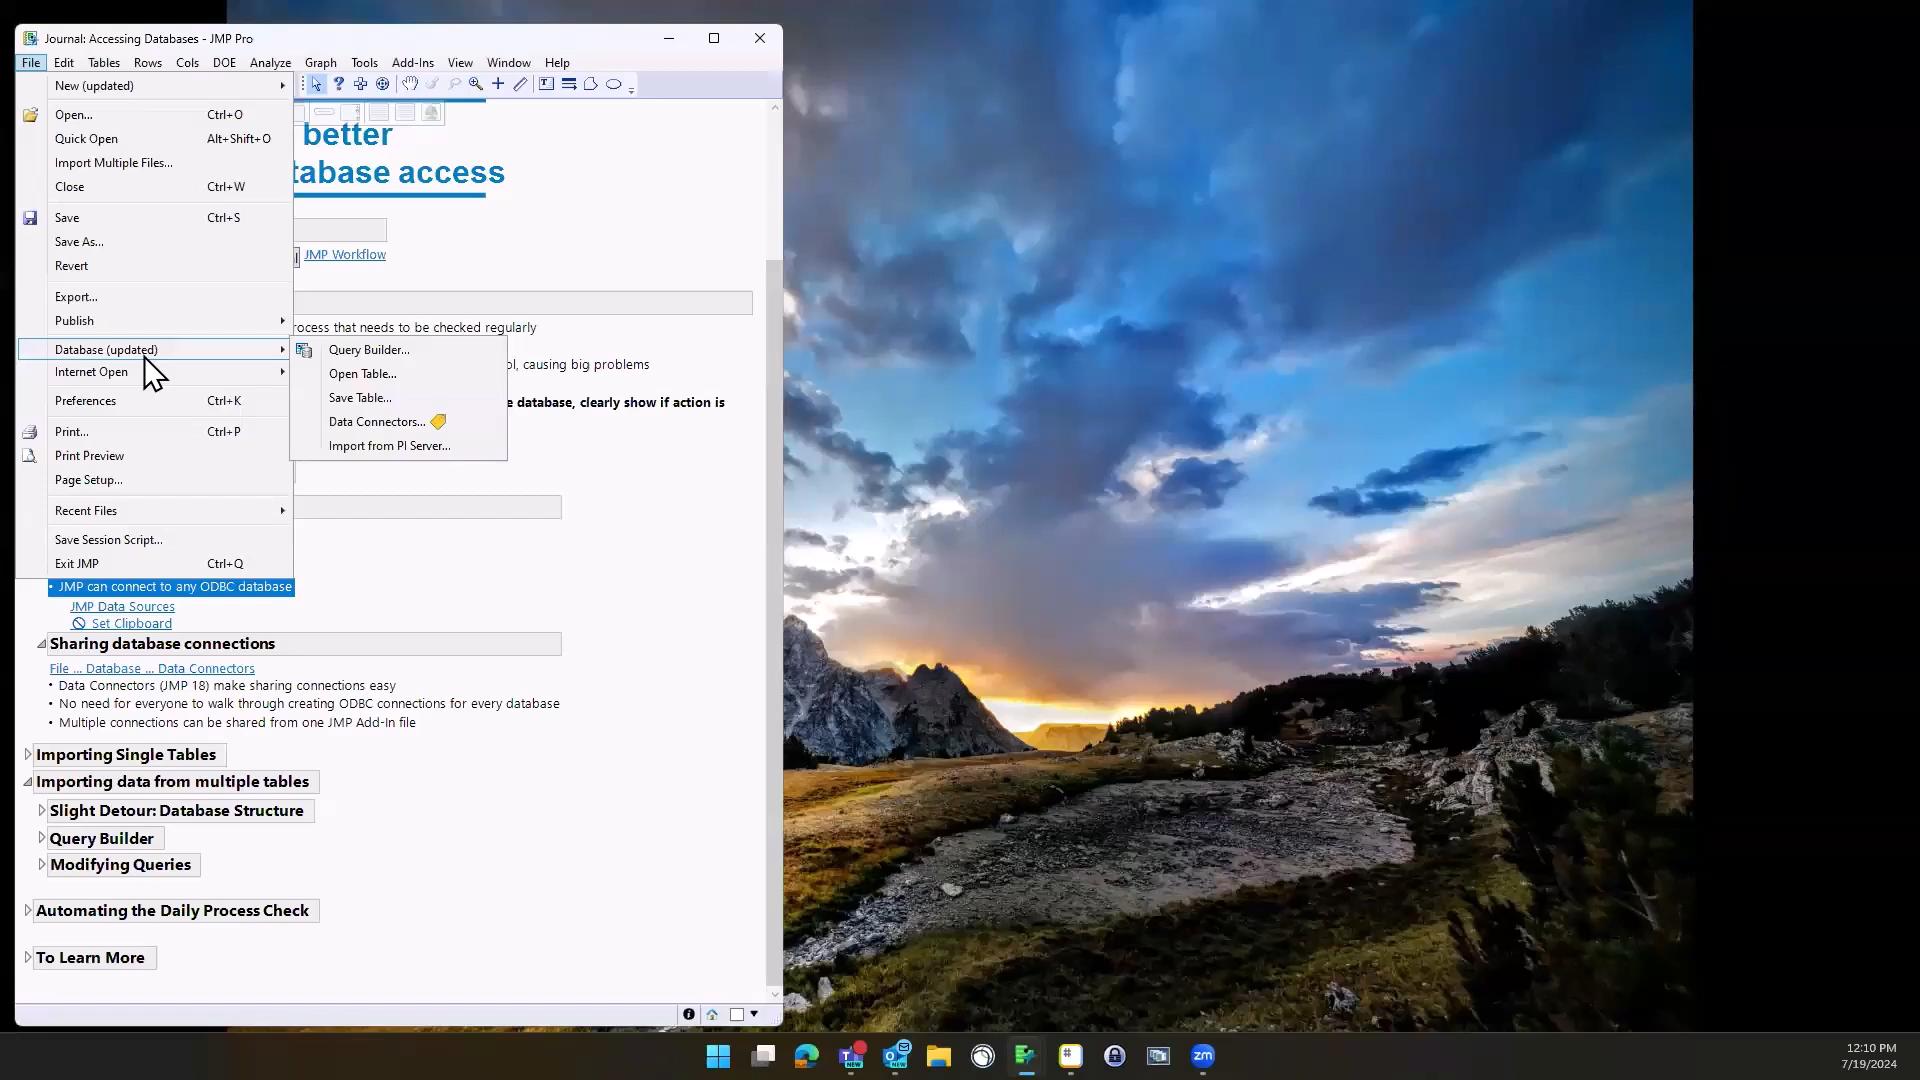 Journal: Accessing Databases - JMP Pro
File Edit Tables Rows Cols DOE Analyze Graph Tools Add-Ins View Window Help
New (updated)
Open... Ctrl+O
Quick Open Alt+Shift+O
Import Multiple Files...
Close Ctrl+W
Save Ctrl+S
Save As...
Revert
Export...
Publish
Database (updated)
Internet Open
Preferences Ctrl+K
Print... Ctrl+P
Print Preview
Page Setup...
Recent Files
Save Session Script...
Exit JMP Ctrl+Q
Query Builder...
Open Table...
Save Table...
Data Connectors...
Import from PI Server...
better
tabase access
JMP Workflow
rocess that needs to be checked regularly
ol, causing big problems
e database, clearly show if action is
• JMP can connect to any ODBC database
JMP Data Sources
Set Clipboard
Sharing database connections
File ... Database ... Data Connectors
• Data Connectors (JMP 18) make sharing connections easy
• No need for everyone to walk through creating ODBC connections for every database
• Multiple connections can be shared from one JMP Add-In file
Importing Single Tables
Importing data from multiple tables
Slight Detour: Database Structure
Query Builder
Modifying Queries
Automating the Daily Process Check
To Learn More
NEW
NEW
zm
12:10 PM
7/19/2024